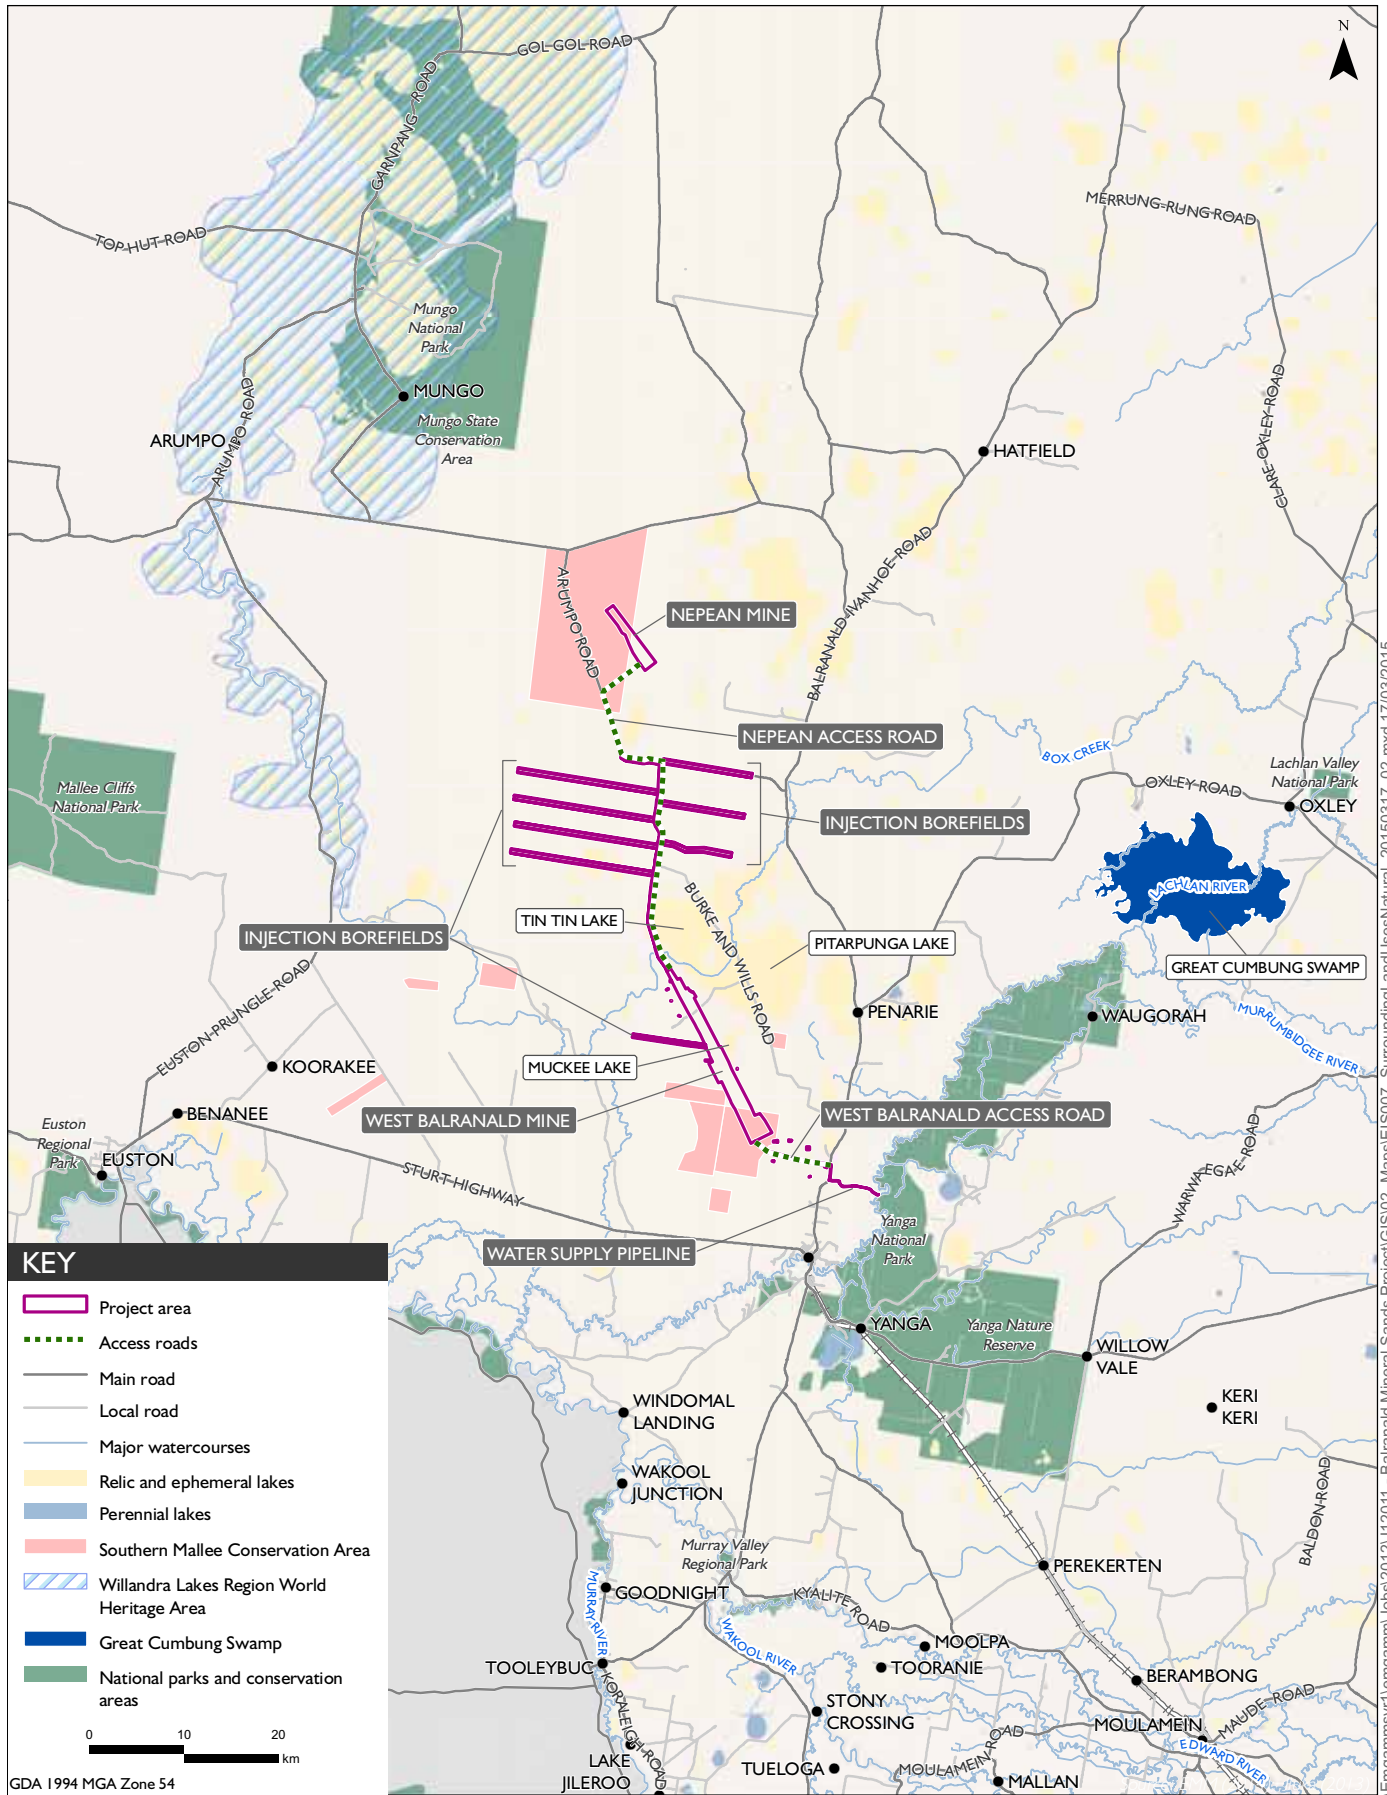 N
GOL GOL ROAD
GARNPANG ROAD
MERRUNG-RUNG ROAD
TOP HUT ROAD
Mungo
National
Park
MUNGO
Mungo State
Conservation
Area
ARUMPO ROAD
ARUMPO
CLARE-OXLEY-ROAD
HATFIELD
BALRANALD-IVANHOE-ROAD
ARUMPO ROAD
NEPEAN MINE
NEPEAN ACCESS ROAD
BOX CREEK
Lachlan Valley
National Park
OXLEY ROAD
OXLEY
Mallee Cliffs
National Park
INJECTION BOREFIELDS
LACHLAN RIVER
BURKE AND WILLS ROAD
TIN TIN LAKE
INJECTION BOREFIELDS
PITARPUNGA LAKE
GREAT CUMBUNG SWAMP
EUSTON-PRUNGLE-ROAD
PENARIE
WAUGORAH
MURRUMBIDGEE RIVER
KOORAKEE
MUCKEE LAKE
BENANEE
WEST BALRANALD MINE
WEST BALRANALD ACCESS ROAD
Euston
Regional
Park
EUSTON
STURT-HIGHWAY
WARWAEGAE-ROAD
Yanga
National
Park
WATER SUPPLY PIPELINE
YANGA
Yanga Nature
Reserve
WILLOW
VALE
KERI
KERI
WINDOMAL
LANDING
WAKOOL
JUNCTION
BALDON-ROAD
Murray Valley
Regional Park
PEREKERTEN
GOODNIGHT
KYALITE ROAD
MURRAY RIVER
WAKOOL RIVER
MOOLPA
TOORANIE
TOOLEYBUC
BERAMBONG
KORALEIGH-ROAD
STONY
CROSSING
MAUDE ROAD
MOULAMEIN
EDWARD RIVER
MOULAMEIN ROAD
LAKE
JILEROO
TUELOGA
MALLAN
KEY
Project area
Access roads
Main road
Local road
Major watercourses
Relic and ephemeral lakes
Perennial lakes
Southern Mallee Conservation Area
Willandra Lakes Region World
Heritage Area
Great Cumbung Swamp
National parks and conservation
areas
0 10 20
km
GDA 1994 MGA Zone 54